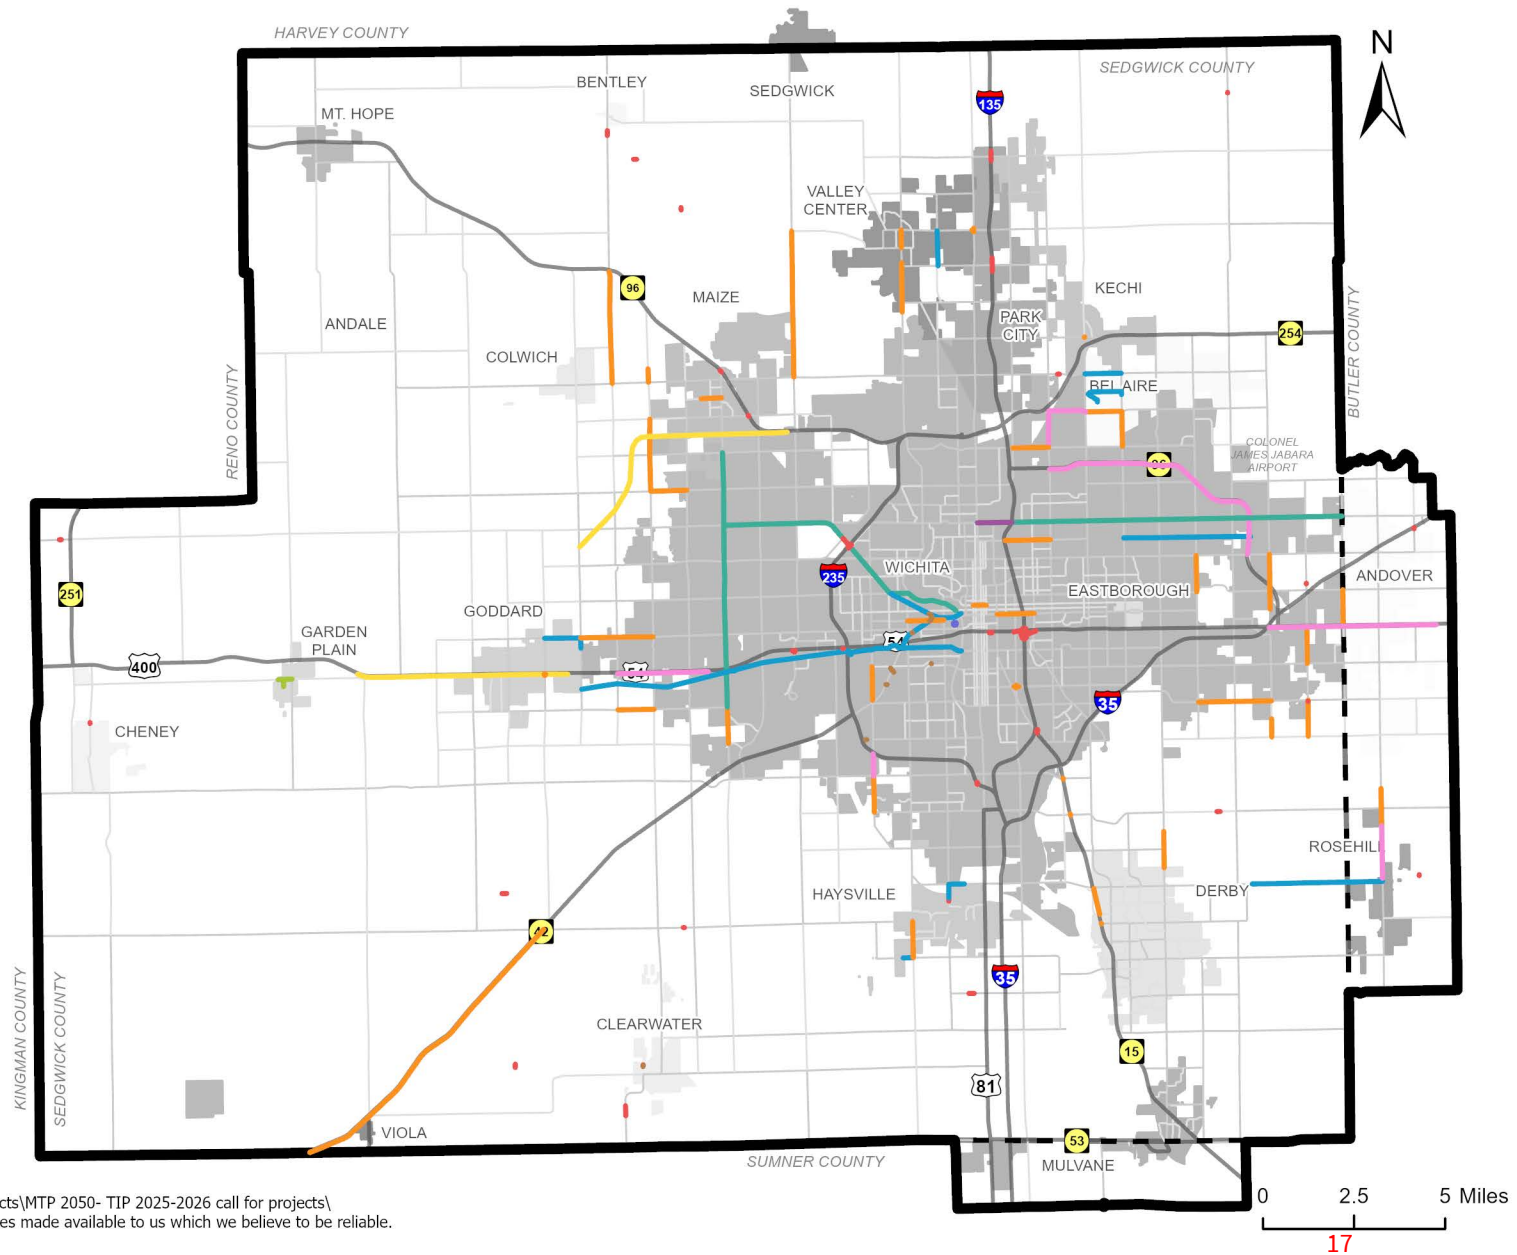 HARVEY COUNTY
SEDGWICK COUNTY
N
BENTLEY
SEDGWICK
135
MT. HOPE
VALLEY
CENTER
96
MAIZE
KECHI
BUTLER COUNTY
ANDALE
PARK
CITY
254
COLWICH
BELAIRE
RENO COUNTY
COLONEL
JAMES JABARA
AIRPORT
96
251
235
WICHITA
EASTBOROUGH
ANDOVER
GODDARD
GARDEN
PLAIN
400
54
54
35
CHENEY
ROSEHILL
HAYSVILLE
DERBY
42
35
KINGMAN COUNTY
SEDGWICK COUNTY
CLEARWATER
15
81
VIOLA
53
SUMNER COUNTY
MULVANE
cts\MTP 2050- TIP 2025-2026 call for projects\
es made available to us which we believe to be reliable.
0 2.5 5 Miles
17